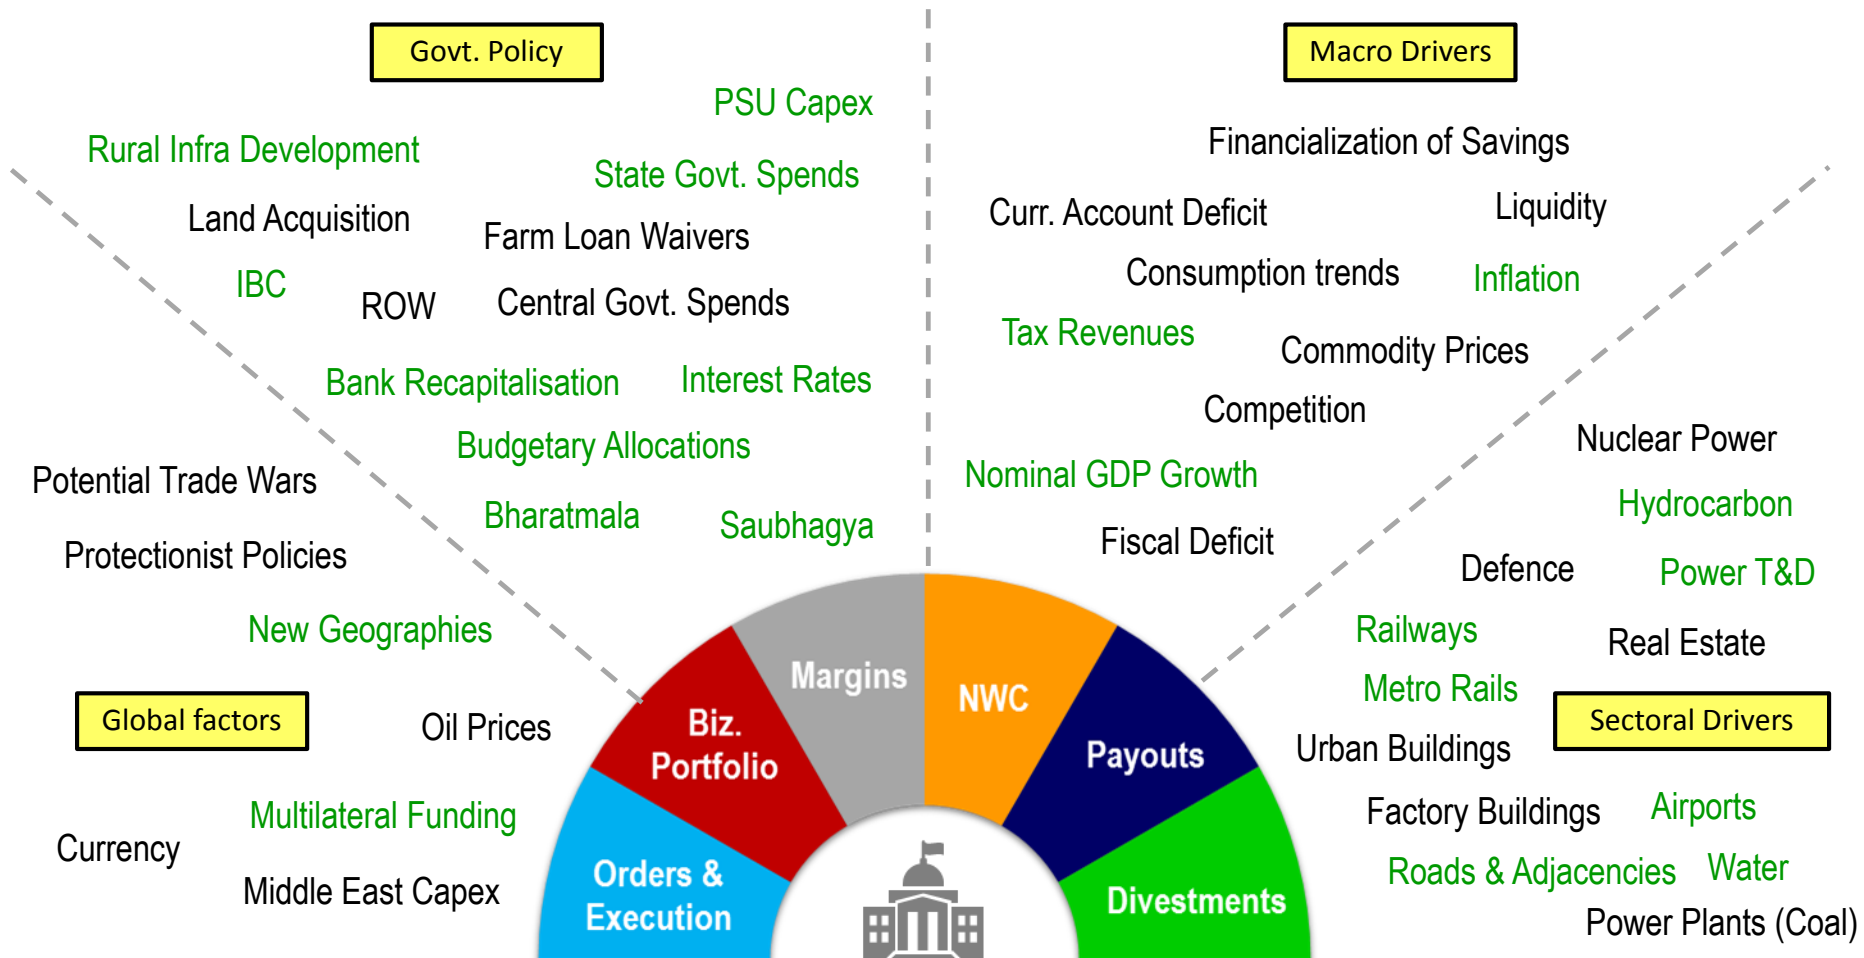 Govt. Policy
PSU Capex
Rural Infra Development
State Govt. Spends
Land Acquisition
Farm Loan Waivers
IBC
ROW
Central Govt. Spends
Bank Recapitalisation
Interest Rates
Budgetary Allocations
Bharatmala
Saubhagya
Macro Drivers
Financialization of Savings
Curr. Account Deficit
Liquidity
Consumption trends
Inflation
Tax Revenues
Commodity Prices
Competition
Nominal GDP Growth
Fiscal Deficit
Potential Trade Wars
Protectionist Policies
New Geographies
Global factors
Oil Prices
Multilateral Funding
Currency
Middle East Capex
Nuclear Power
Hydrocarbon
Defence
Power T&D
Railways
Real Estate
Metro Rails
Sectoral Drivers
Urban Buildings
Factory Buildings
Airports
Roads & Adjacencies
Water
Power Plants (Coal)
Orders &
Execution
Biz.
Portfolio
Margins
NWC
Payouts
Divestments